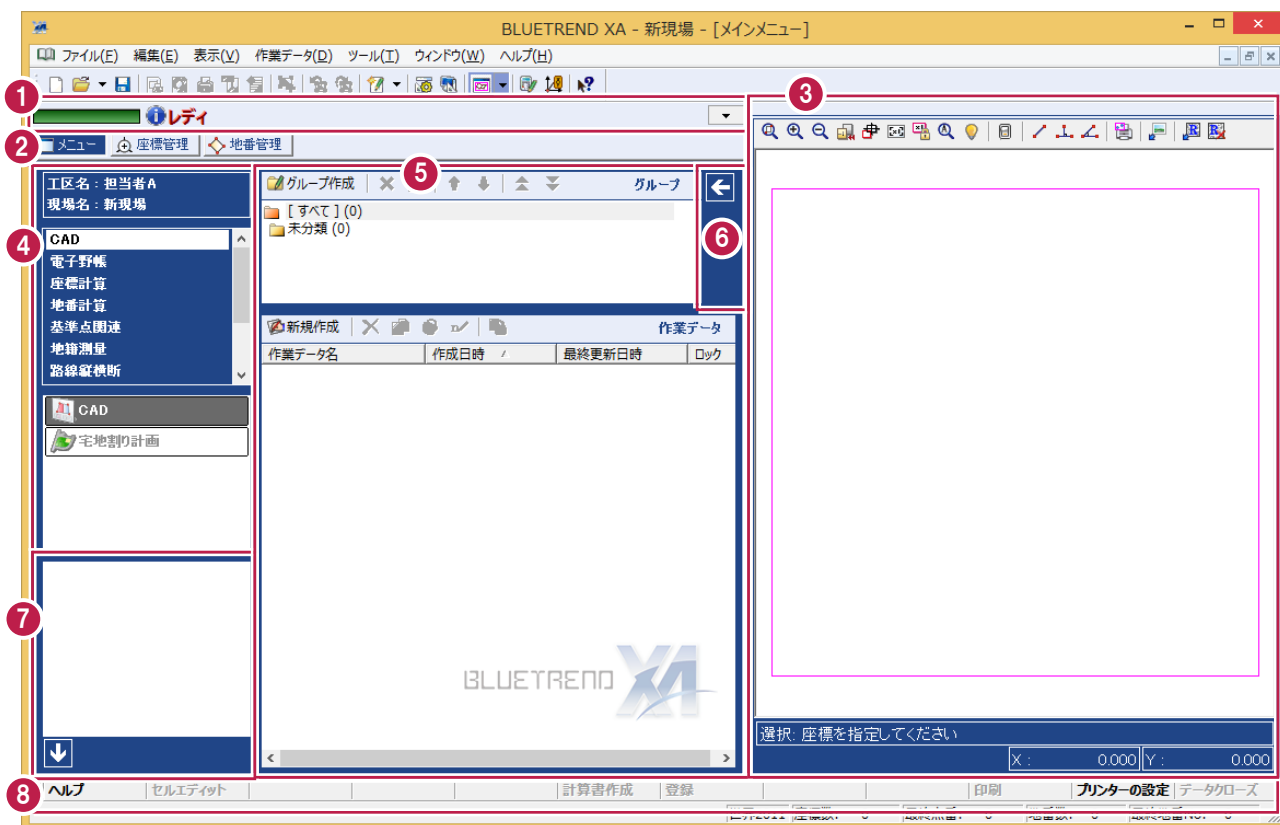 BLUETREND XA - 新現場 - [メインメニュー]
ファイル(F) 編集(E) 表示(V) 作業データ(D) ツール(T) ウィンドウ(W) ヘルプ(H)
1
レディ
3
2
メニュー 座標管理 地番管理
工区名 : 担当者A
現場名 : 新現場
4
CAD
電子野帳
座標計算
地番計算
基準点関連
地籍測量
路線縦横断
CAD
宅地割り計画
グループ作成 5 グループ
[ すべて ] (0)
未分類 (0)
6
新規作成 作業データ
作業データ名 作成日時 最終更新日時 ロック
BLUETREND XA
7
選択: 座標を指定してください
X : 0.000 Y : 0.000
8
ヘルプ セルエディット 計算書作成 登録 印刷 プリンターの設定 データクローズ